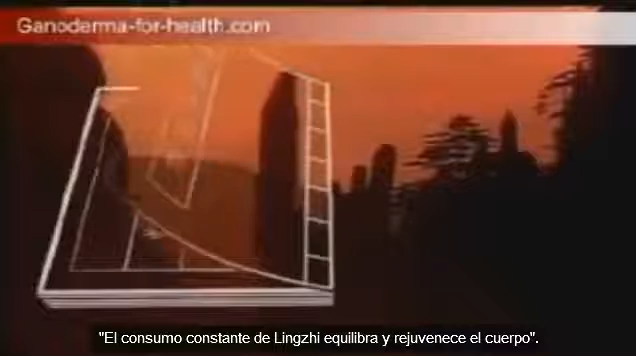 Ganoderma-for-health.com
"El consumo constante de Lingzhi equilibra y rejuvenece el cuerpo".